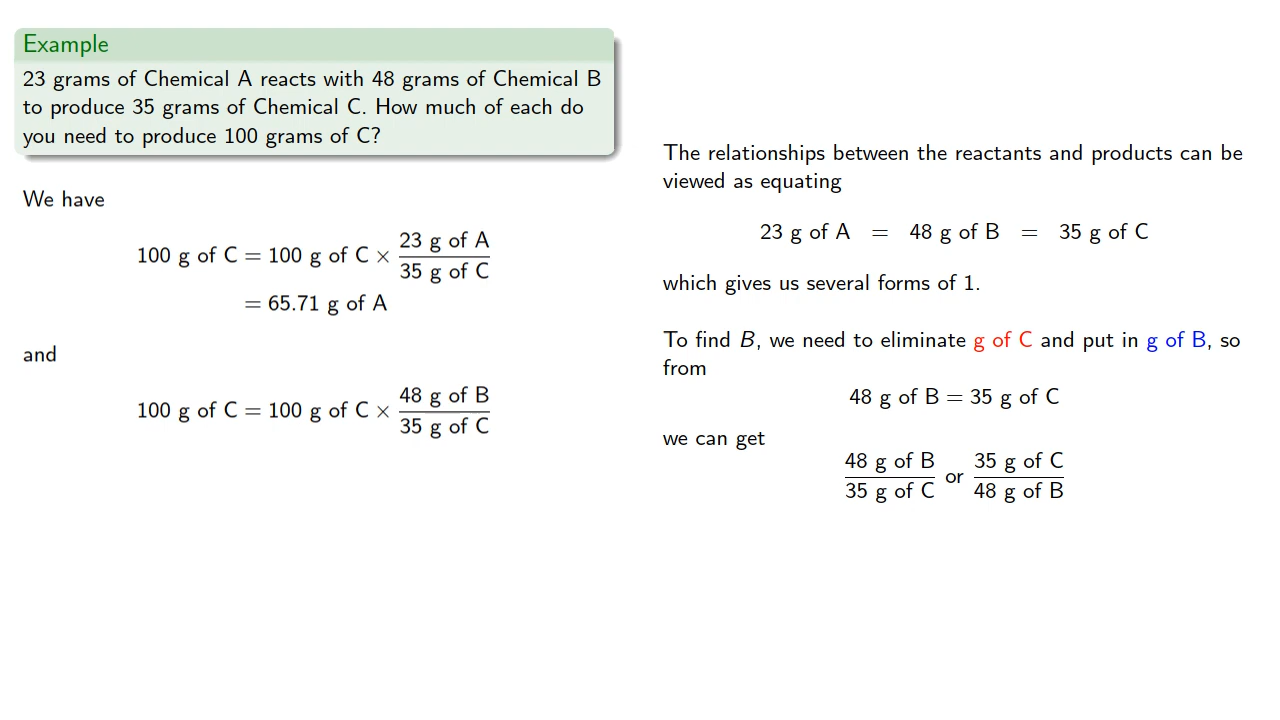 Example
23 grams of Chemical A reacts with 48 grams of Chemical B
to produce 35 grams of Chemical C. How much of each do
you need to produce 100 grams of C?
We have
100 g of C = 100 g of C × 23 g of A / 35 g of C
= 65.71 g of A
and
100 g of C = 100 g of C × 48 g of B / 35 g of C
The relationships between the reactants and products can be
viewed as equating
23 g of A = 48 g of B = 35 g of C
which gives us several forms of 1.
To find B, we need to eliminate g of C and put in g of B, so
from
48 g of B = 35 g of C
we can get
48 g of B / 35 g of C or 35 g of C / 48 g of B